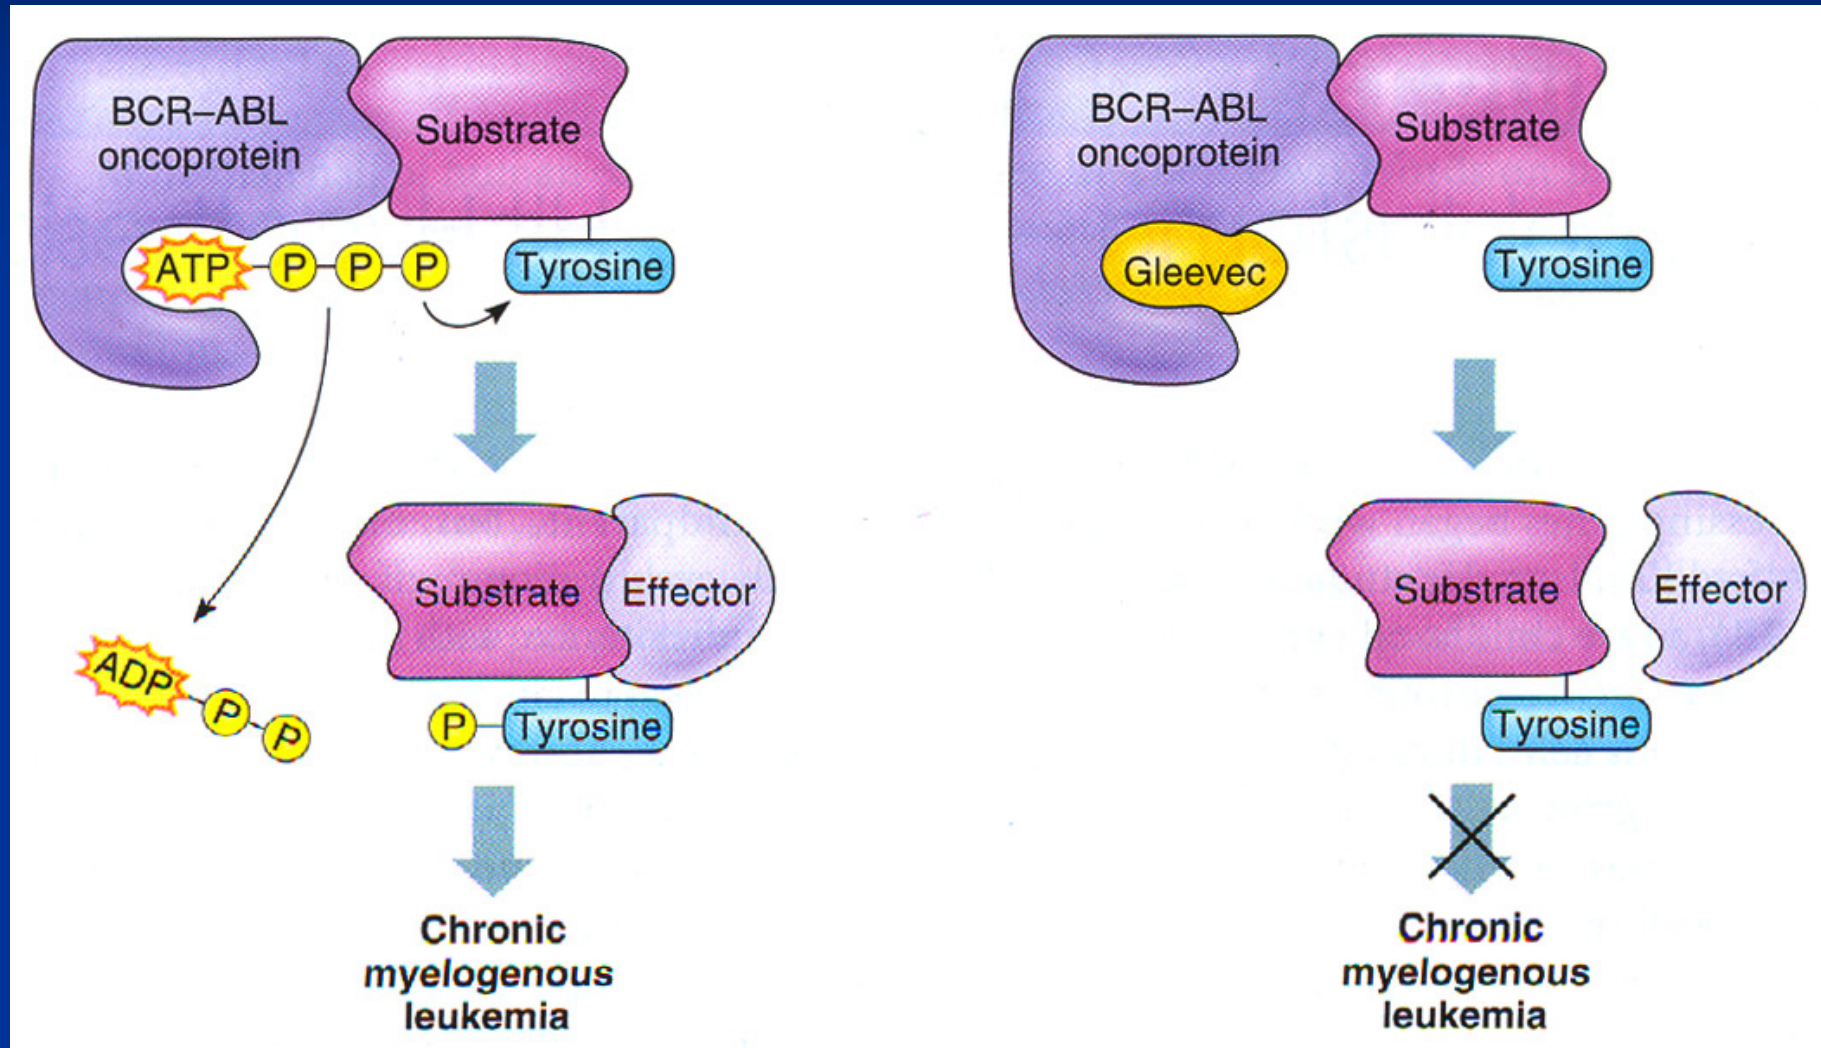 BCR–ABL
oncoprotein
Substrate
ATP
P
P
P
Tyrosine
Substrate
Effector
ADP
P
P
P
Tyrosine
Chronic
myelogenous
leukemia
BCR–ABL
oncoprotein
Substrate
Gleevec
Tyrosine
Substrate
Effector
Tyrosine
Chronic
myelogenous
leukemia